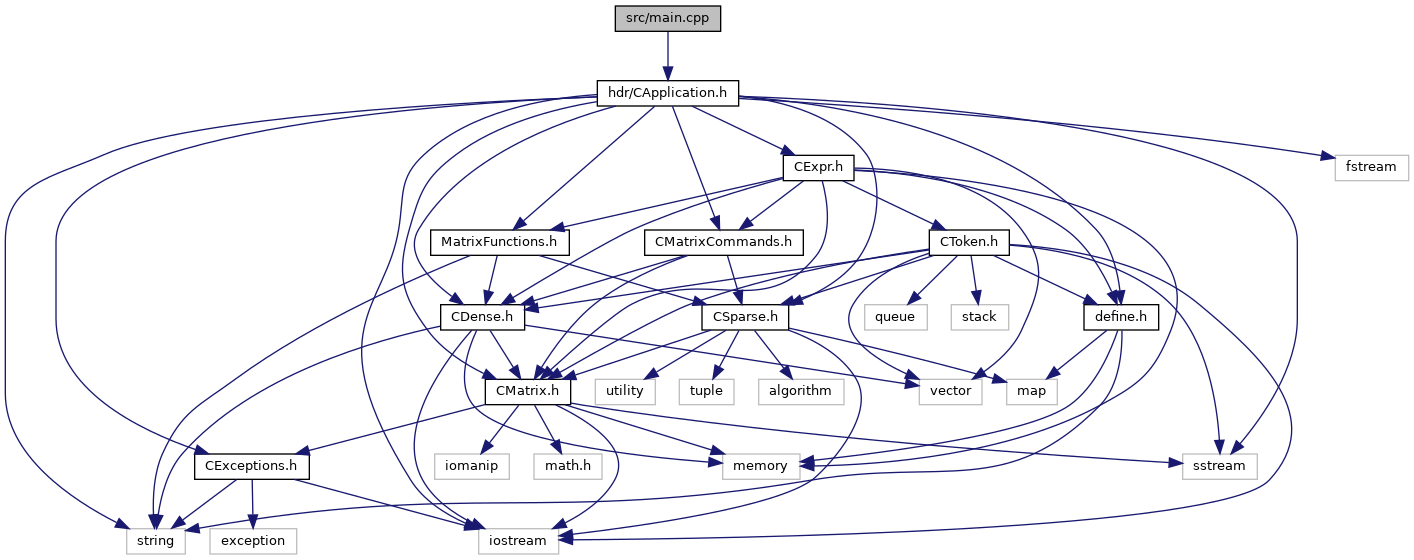 src/main.cpp
hdr/CApplication.h
CExpr.h
fstream
MatrixFunctions.h
CMatrixCommands.h
CToken.h
CDense.h
CSparse.h
queue
stack
define.h
CMatrix.h
utility
tuple
algorithm
vector
map
CExceptions.h
iomanip
math.h
memory
sstream
string
exception
iostream